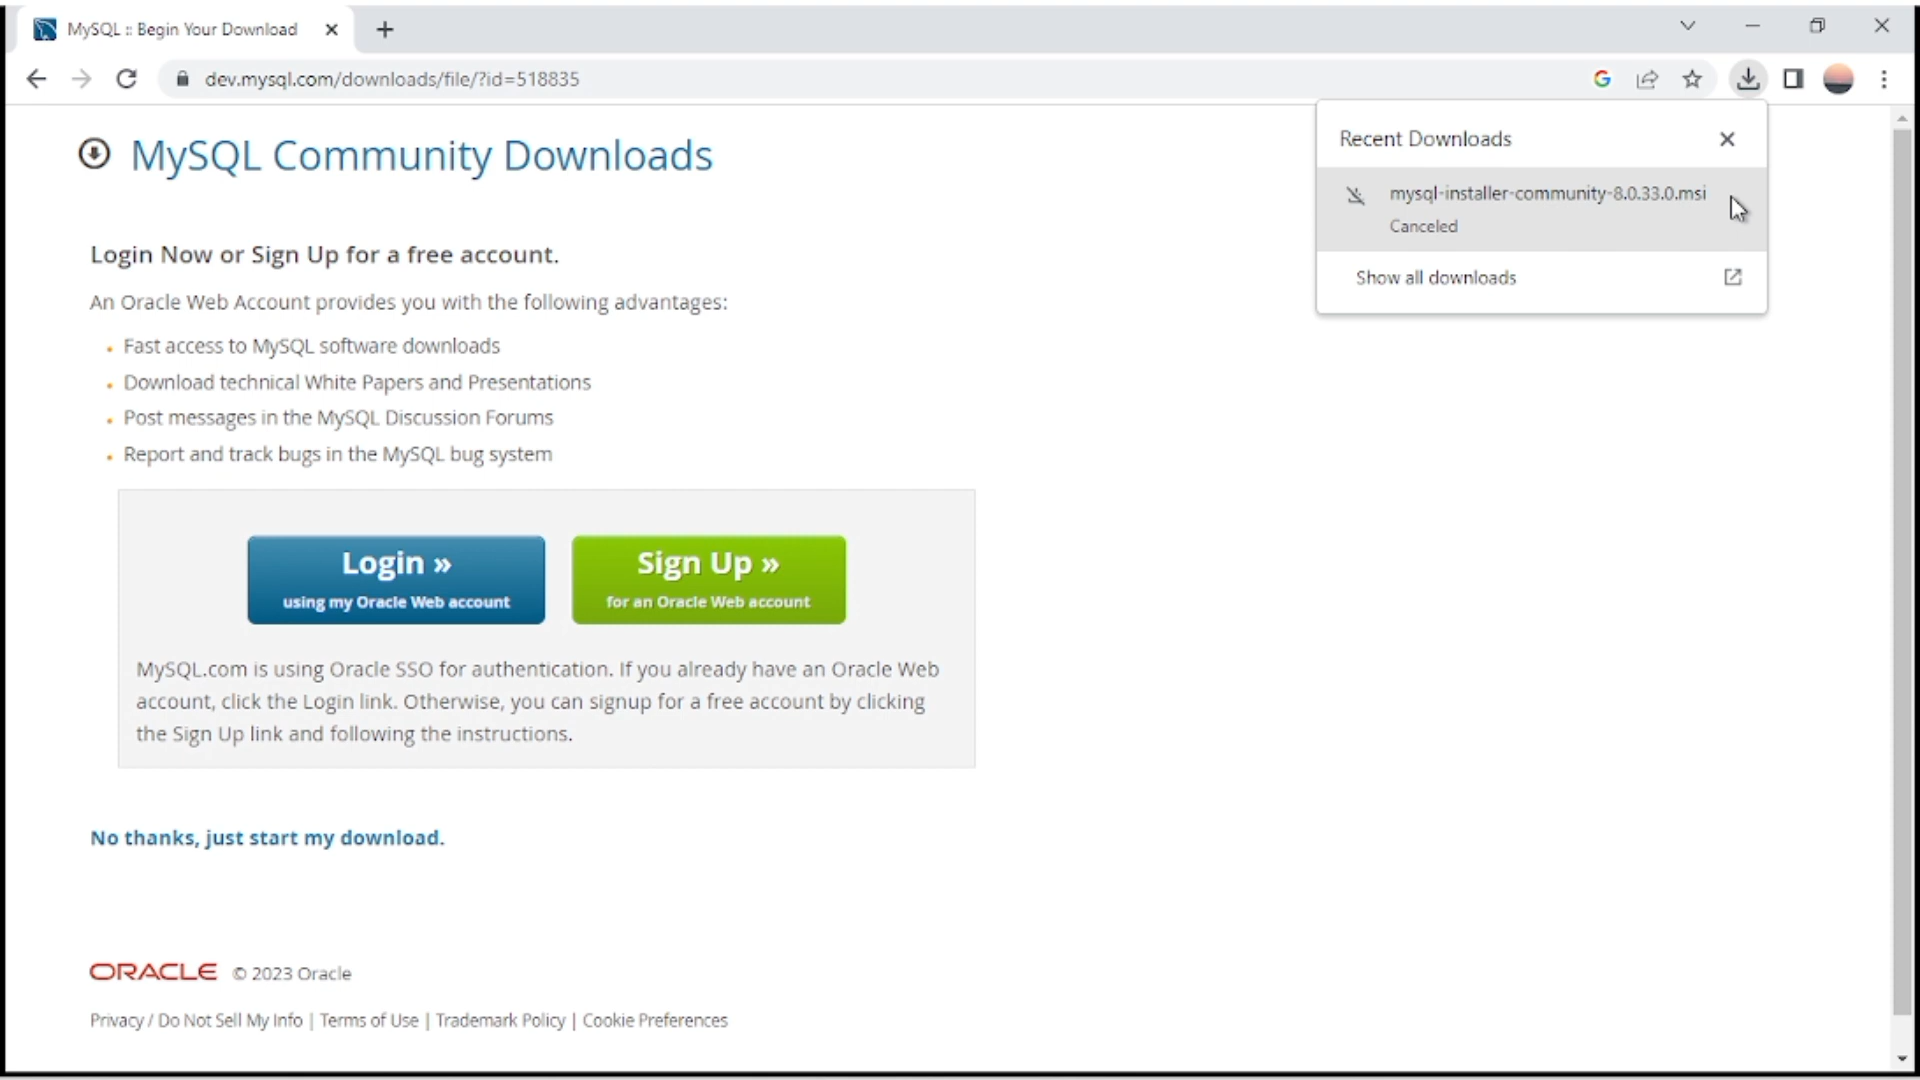 MySQL :: Begin Your Download
dev.mysql.com/downloads/file/?id=518835
Recent Downloads
mysql-installer-community-8.0.33.0.msi
Canceled
Show all downloads
MySQL Community Downloads
Login Now or Sign Up for a free account.
An Oracle Web Account provides you with the following advantages:
Fast access to MySQL software downloads
Download technical White Papers and Presentations
Post messages in the MySQL Discussion Forums
Report and track bugs in the MySQL bug system
Login »
using my Oracle Web account
Sign Up »
for an Oracle Web account
MySQL.com is using Oracle SSO for authentication. If you already have an Oracle Web
account, click the Login link. Otherwise, you can signup for a free account by clicking
the Sign Up link and following the instructions.
No thanks, just start my download.
ORACLE © 2023 Oracle
Privacy / Do Not Sell My Info | Terms of Use | Trademark Policy | Cookie Preferences